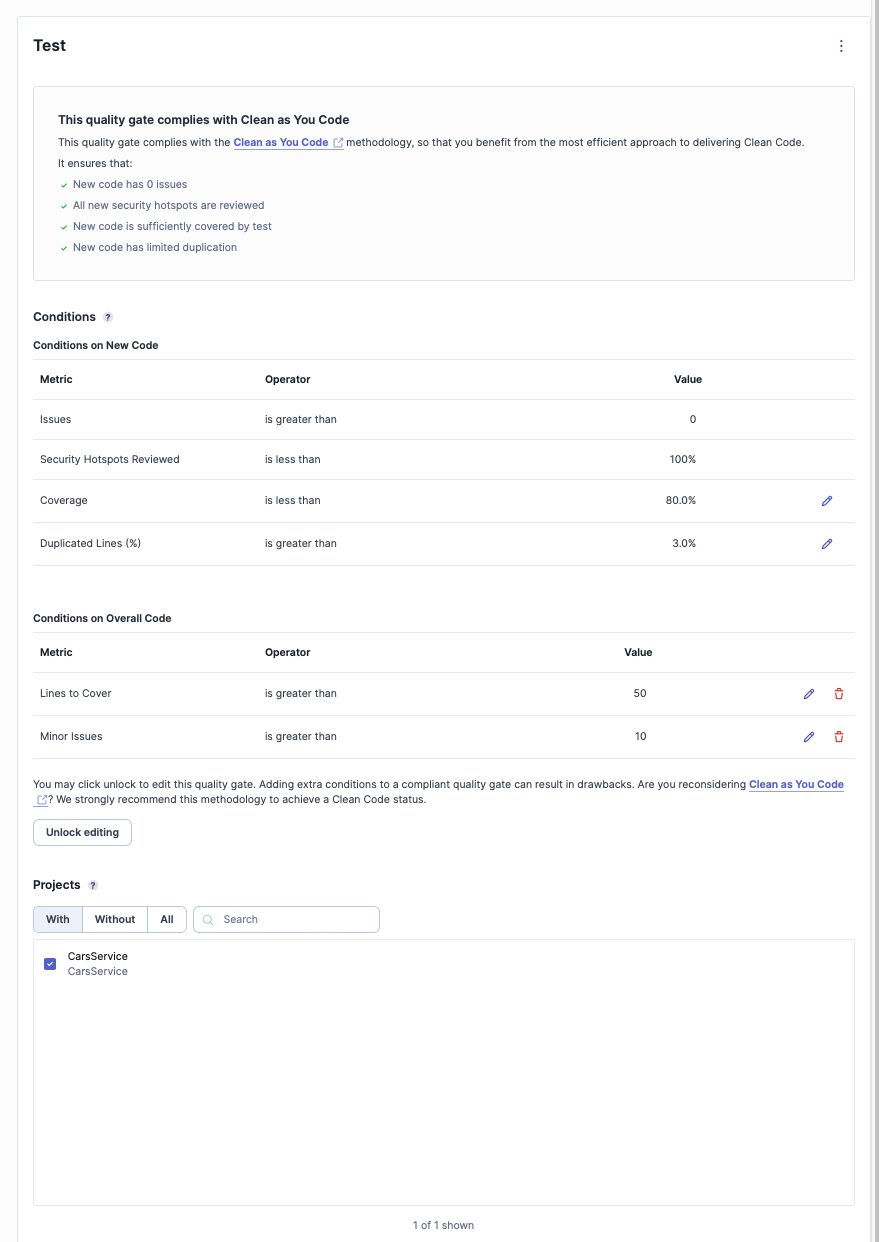 Test
This quality gate complies with Clean as You Code
This quality gate complies with the Clean as You Code methodology, so that you benefit from the most efficient approach to delivering Clean Code.
It ensures that:
New code has 0 issues
All new security hotspots are reviewed
New code is sufficiently covered by test
New code has limited duplication
Conditions ?
Conditions on New Code
Metric Operator Value
Issues is greater than 0
Security Hotspots Reviewed is less than 100%
Coverage is less than 80.0%
Duplicated Lines (%) is greater than 3.0%
Conditions on Overall Code
Metric Operator Value
Lines to Cover is greater than 50
Minor Issues is greater than 10
You may click unlock to edit this quality gate. Adding extra conditions to a compliant quality gate can result in drawbacks. Are you reconsidering Clean as You Code
? We strongly recommend this methodology to achieve a Clean Code status.
Unlock editing
Projects ?
With Without All Search
CarsService
CarsService
1 of 1 shown